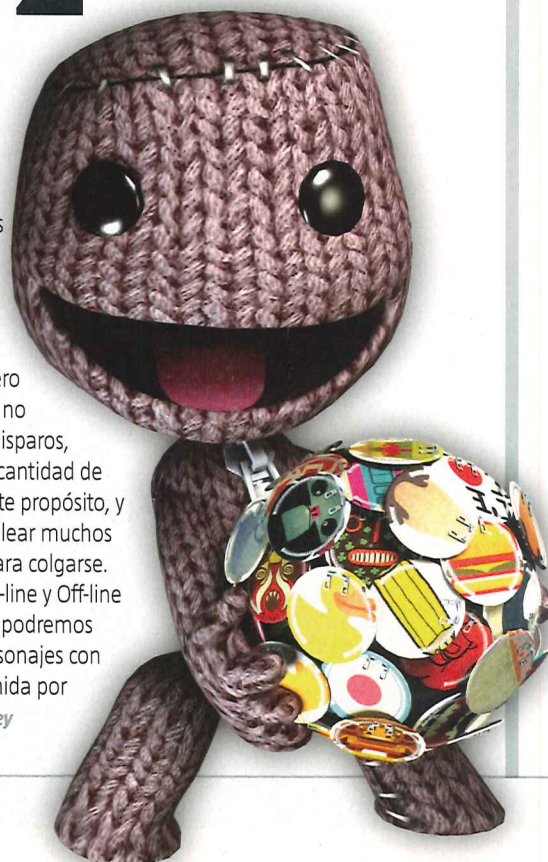 s
ero
no
isparos,
cantidad de
te propósito, y
lear muchos
ara colgarse.
-line y Off-line
podremos
sonajes con
nida por
ey